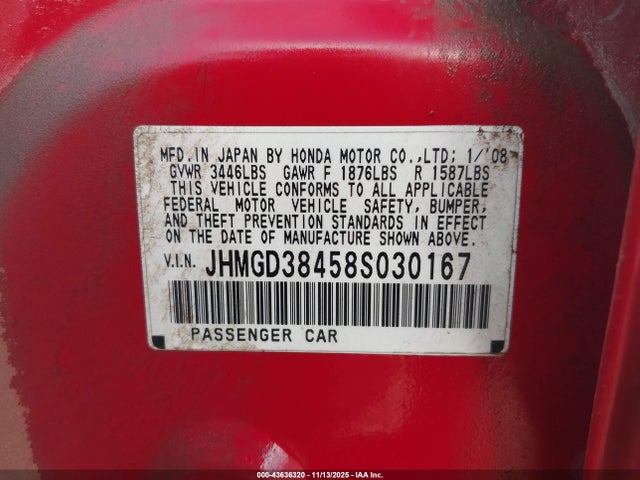 MFD. IN JAPAN BY HONDA MOTOR CO.,LTD; 1/'08
GVWR 3446LBS GAWR F 1876LBS R 1587LBS
THIS VEHICLE CONFORMS TO ALL APPLICABLE
FEDERAL MOTOR VEHICLE SAFETY, BUMPER,
AND THEFT PREVENTION STANDARDS IN EFFECT
ON THE DATE OF MANUFACTURE SHOWN ABOVE.
V.I.N. JHMGD38458S030167
PASSENGER CAR
000-43636320 - 11/13/2025 - IAA Inc.